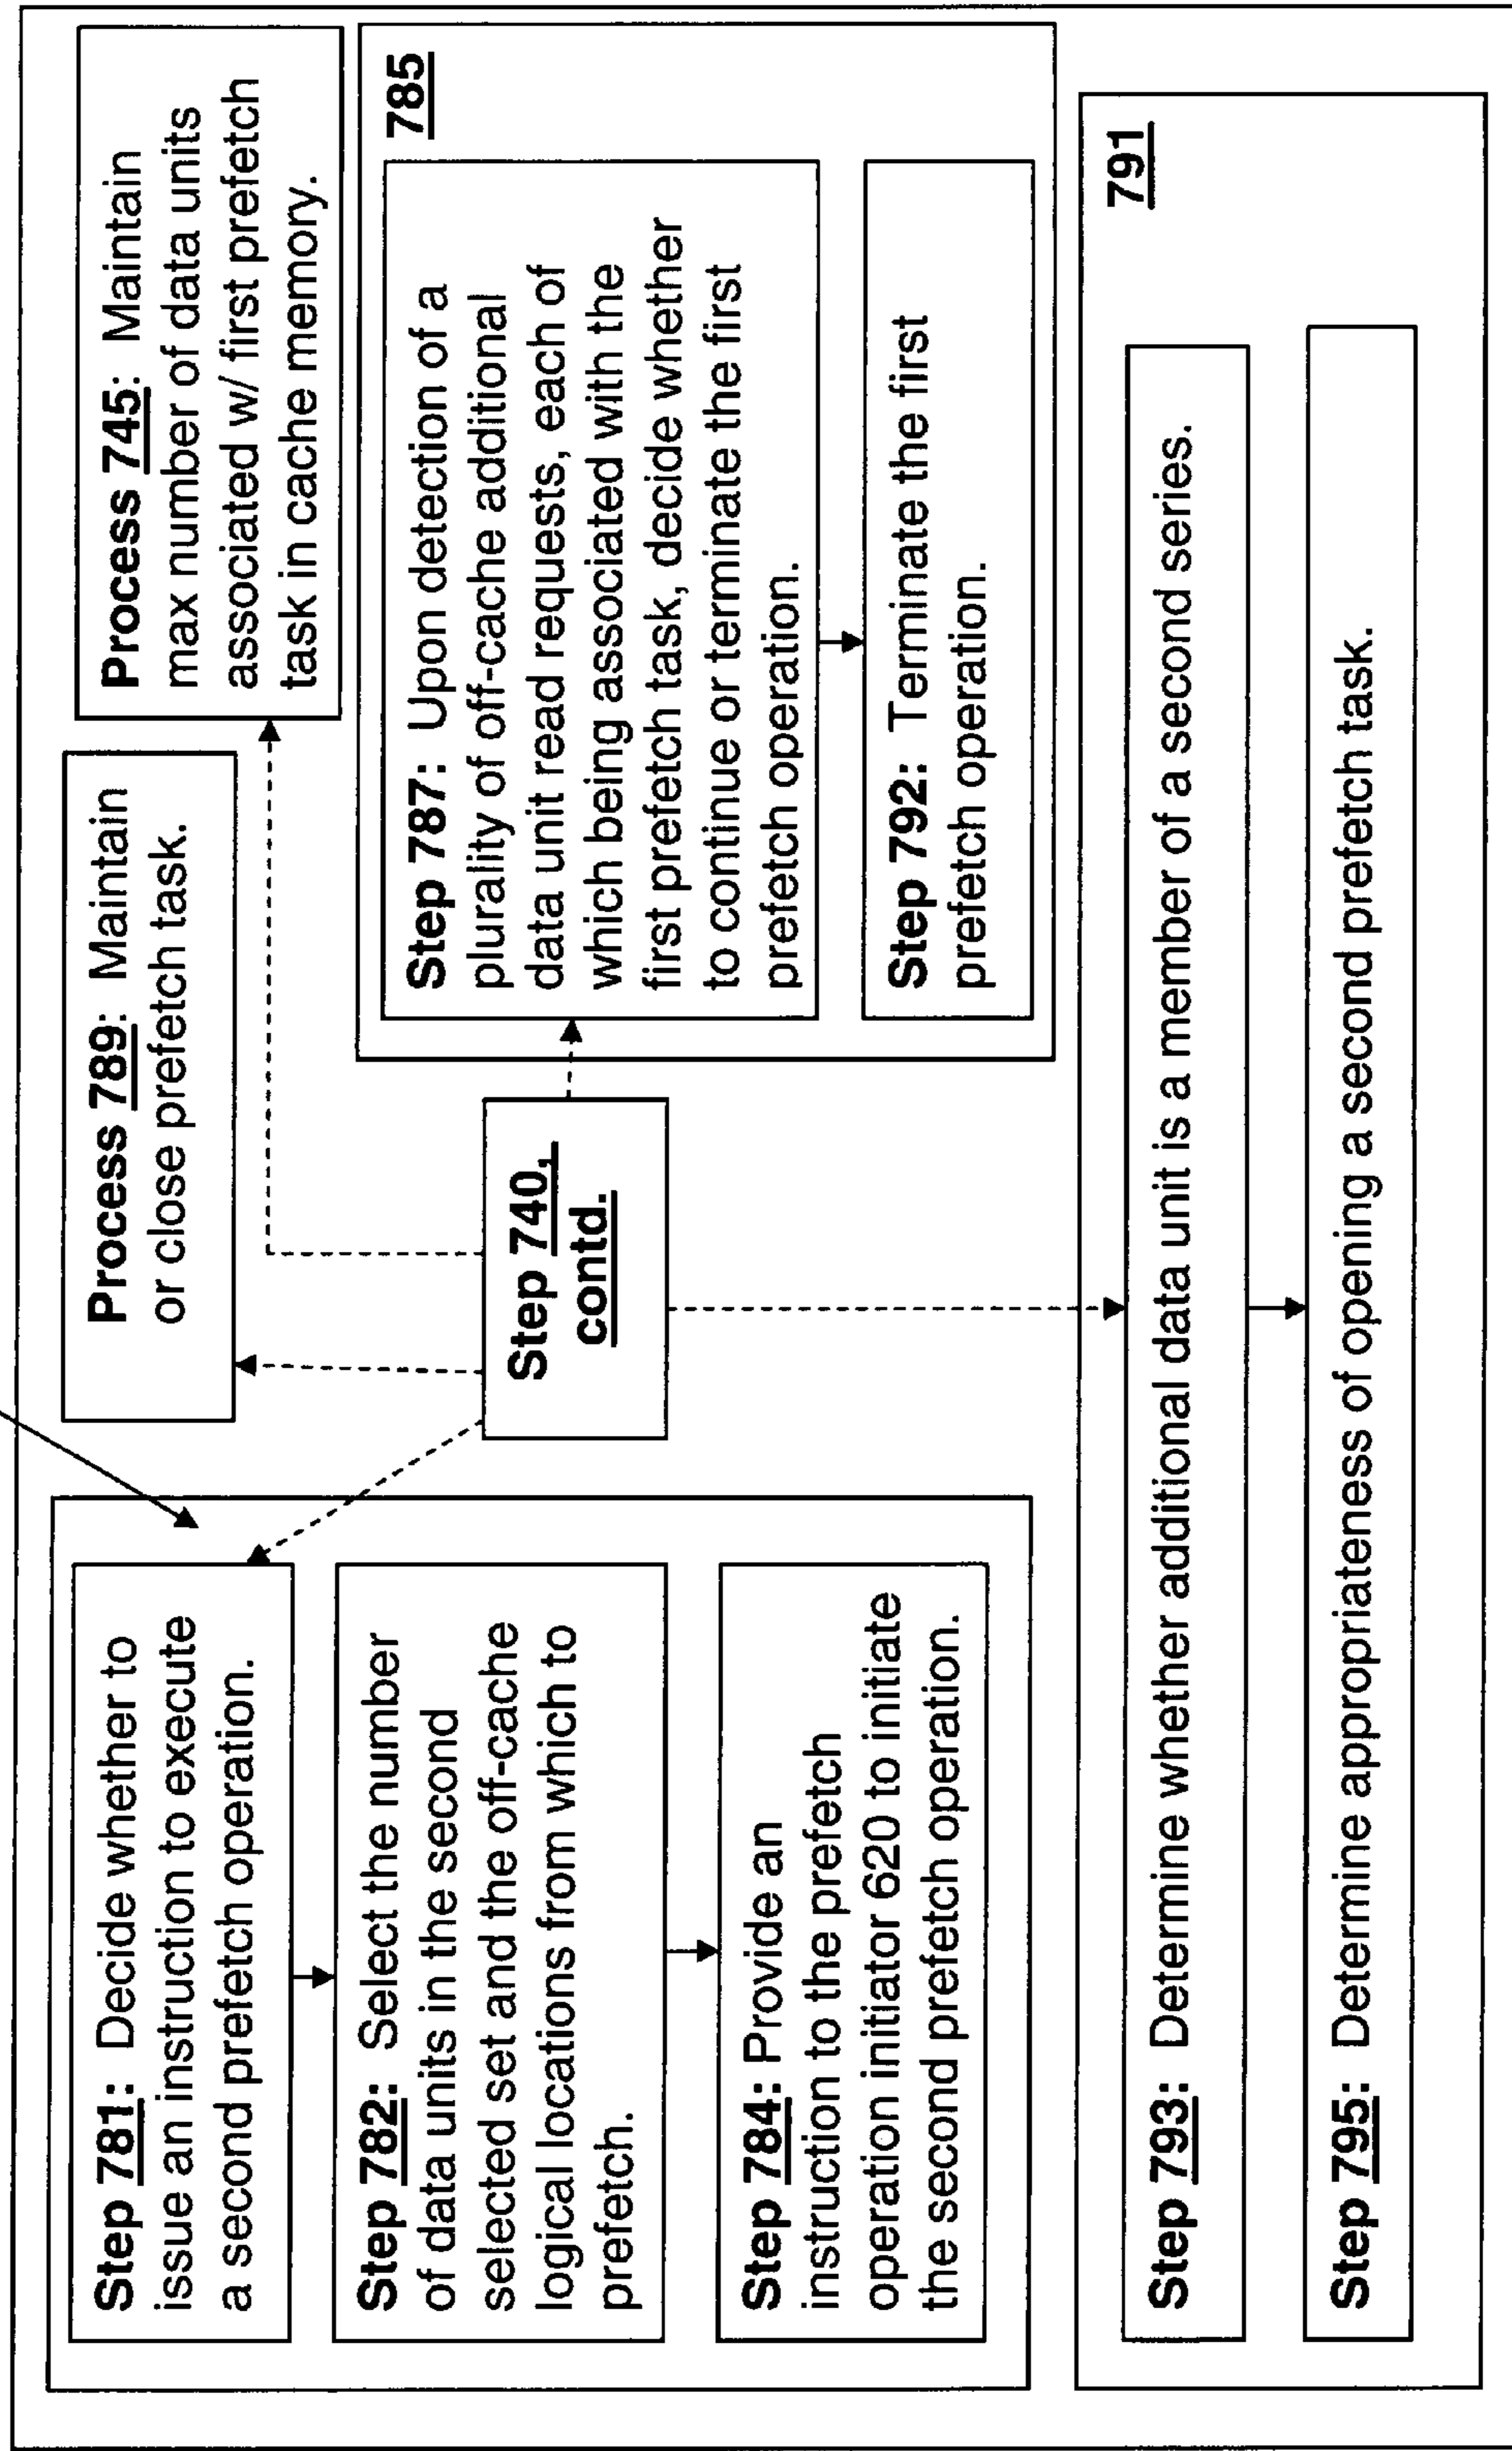 Step 781: Decide whether to
issue an instruction to execute
a second prefetch operation.
Step 782: Select the number
of data units in the second
selected set and the off-cache
logical locations from which to
prefetch.
Step 784: Provide an
instruction to the prefetch
operation initiator 620 to initiate
the second prefetch operation.
Process 789: Maintain
or close prefetch task.
Step 740,
contd.
Process 745: Maintain
max number of data units
associated w/ first prefetch
task in cache memory.
785
Step 787: Upon detection of a
plurality of off-cache additional
data unit read requests, each of
which being associated with the
first prefetch task, decide whether
to continue or terminate the first
prefetch operation.
Step 792: Terminate the first
prefetch operation.
791
Step 793: Determine whether additional data unit is a member of a second series.
Step 795: Determine appropriateness of opening a second prefetch task.